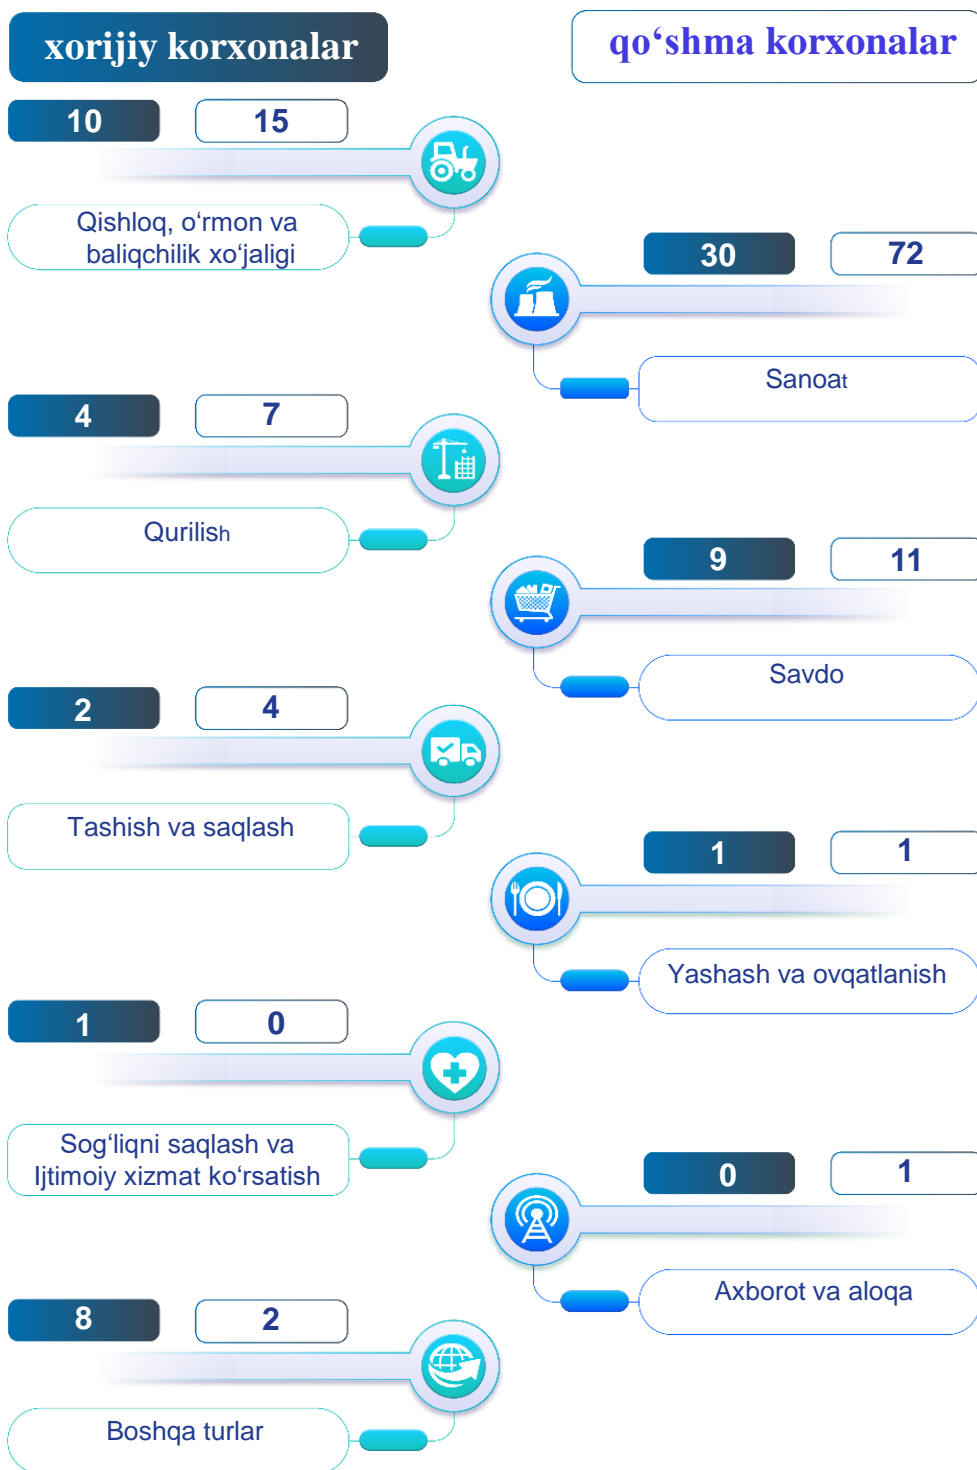 xorijiy korxonalar
qo‘shma korxonalar
10 15
Qishloq, o‘rmon va
baliqchilik xo‘jaligi
30 72
Sanoat
4 7
Qurilish
9 11
Savdo
2 4
Tashish va saqlash
1 1
Yashash va ovqatlanish
1 0
Sog‘liqni saqlash va
Ijtimoiy xizmat ko‘rsatish
0 1
Axborot va aloqa
8 2
Boshqa turlar